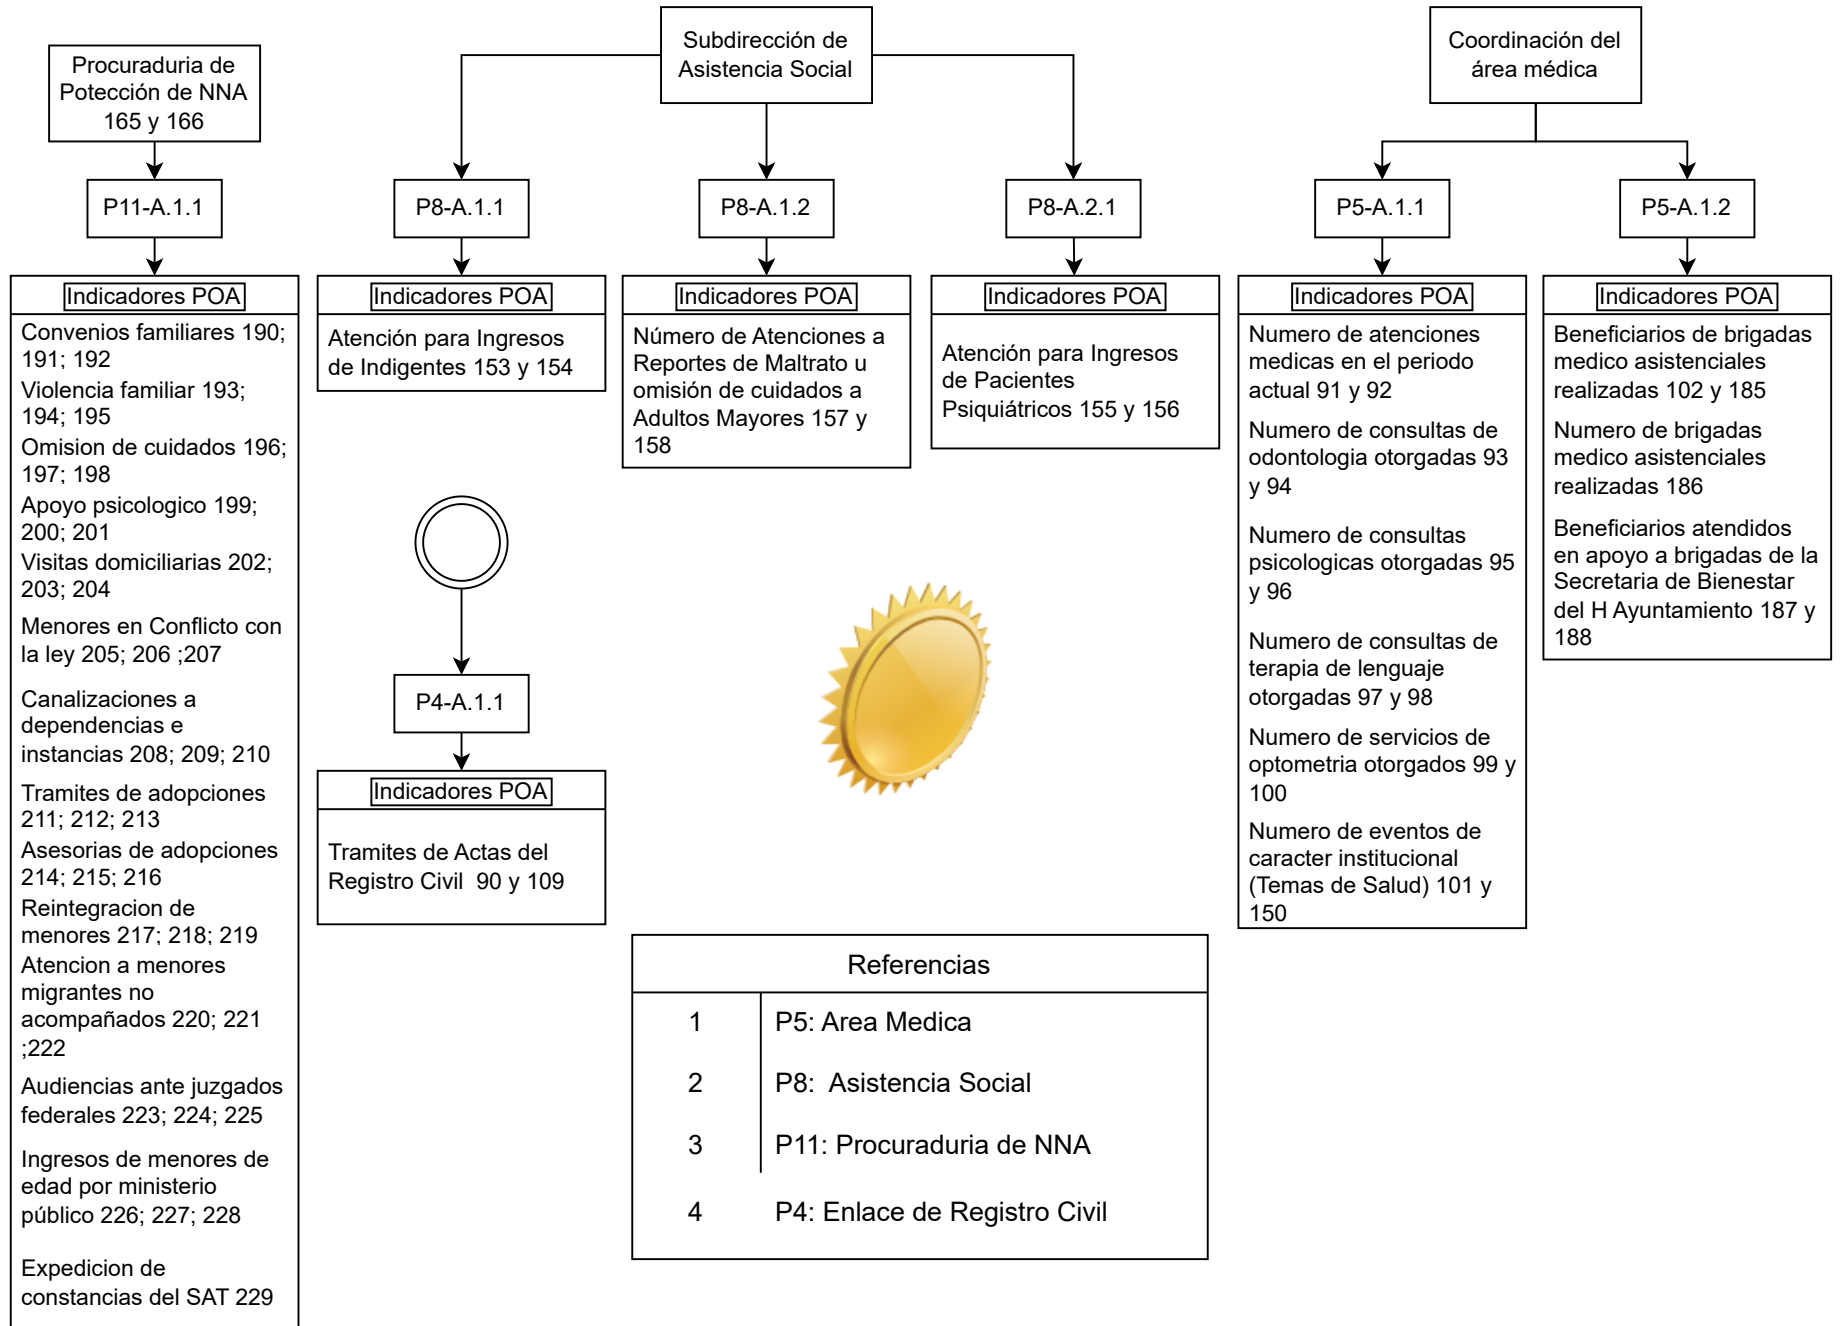 Procuraduria de
Potección de NNA
165 y 166
P11-A.1.1
Indicadores POA
Convenios familiares 190;
191; 192
Violencia familiar 193;
194; 195
Omision de cuidados 196;
197; 198
Apoyo psicologico 199;
200; 201
Visitas domiciliarias 202;
203; 204
Menores en Conflicto con
la ley 205; 206 ;207
Canalizaciones a
dependencias e
instancias 208; 209; 210
Tramites de adopciones
211; 212; 213
Asesorias de adopciones
214; 215; 216
Reintegracion de
menores 217; 218; 219
Atencion a menores
migrantes no
acompañados 220; 221
;222
Audiencias ante juzgados
federales 223; 224; 225
Ingresos de menores de
edad por ministerio
público 226; 227; 228
Expedicion de
constancias del SAT 229
Subdirección de
Asistencia Social
P8-A.1.1
Indicadores POA
Atención para Ingresos
de Indigentes 153 y 154
P8-A.1.2
Indicadores POA
Número de Atenciones a
Reportes de Maltrato u
omisión de cuidados a
Adultos Mayores 157 y
158
P8-A.2.1
Indicadores POA
Atención para Ingresos
de Pacientes
Psiquiátricos 155 y 156
P4-A.1.1
Indicadores POA
Tramites de Actas del
Registro Civil  90 y 109
Coordinación del
área médica
P5-A.1.1
Indicadores POA
Numero de atenciones
medicas en el periodo
actual 91 y 92
Numero de consultas de
odontologia otorgadas 93
y 94
Numero de consultas
psicologicas otorgadas 95
y 96
Numero de consultas de
terapia de lenguaje
otorgadas 97 y 98
Numero de servicios de
optometria otorgados 99 y
100
Numero de eventos de
caracter institucional
(Temas de Salud) 101 y
150
P5-A.1.2
Indicadores POA
Beneficiarios de brigadas
medico asistenciales
realizadas 102 y 185
Numero de brigadas
medico asistenciales
realizadas 186
Beneficiarios atendidos
en apoyo a brigadas de la
Secretaria de Bienestar
del H Ayuntamiento 187 y
188
Referencias
1 P5: Area Medica
2 P8:  Asistencia Social
3 P11: Procuraduria de NNA
4 P4: Enlace de Registro Civil